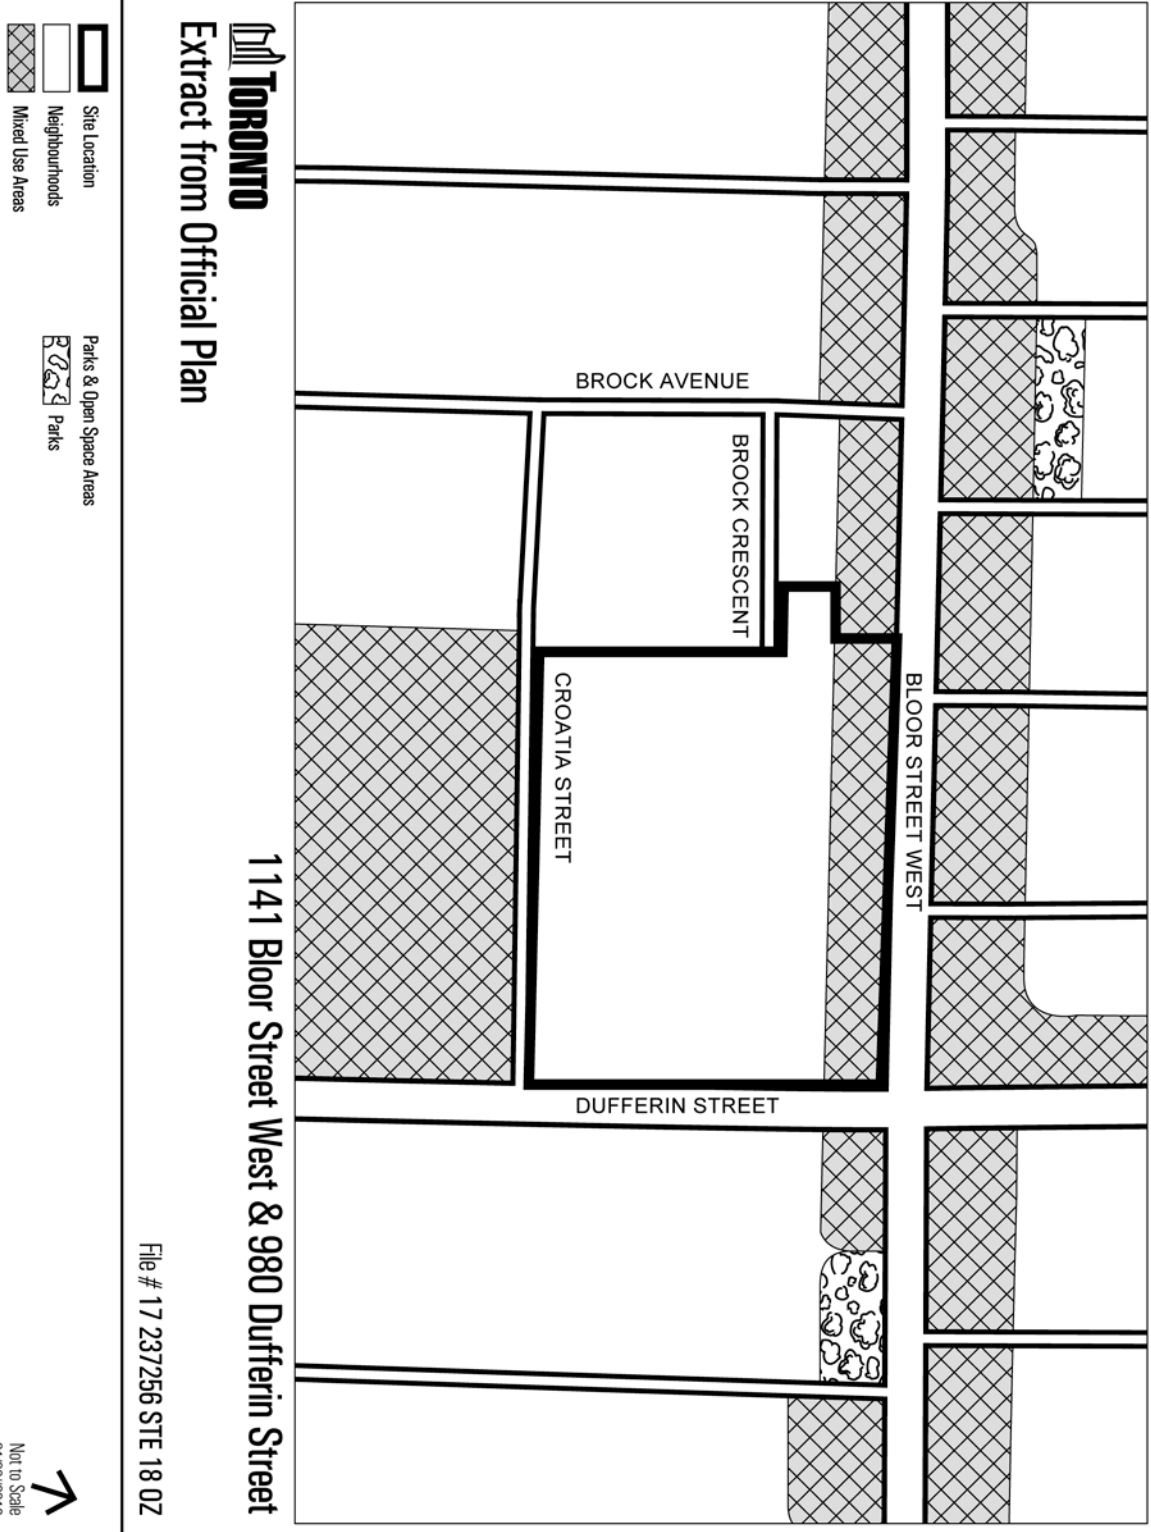 BROCK AVENUE
BROCK CRESCENT
CROATIA STREET
BLOOR STREET WEST
DUFFERIN STREET
TORONTO
Extract from Official Plan
1141 Bloor Street West & 980 Dufferin Street
File # 17 237256 STE 18 OZ
Site Location
Neighbourhoods
Mixed Use Areas
Parks & Open Space Areas
Parks
Not to Scale